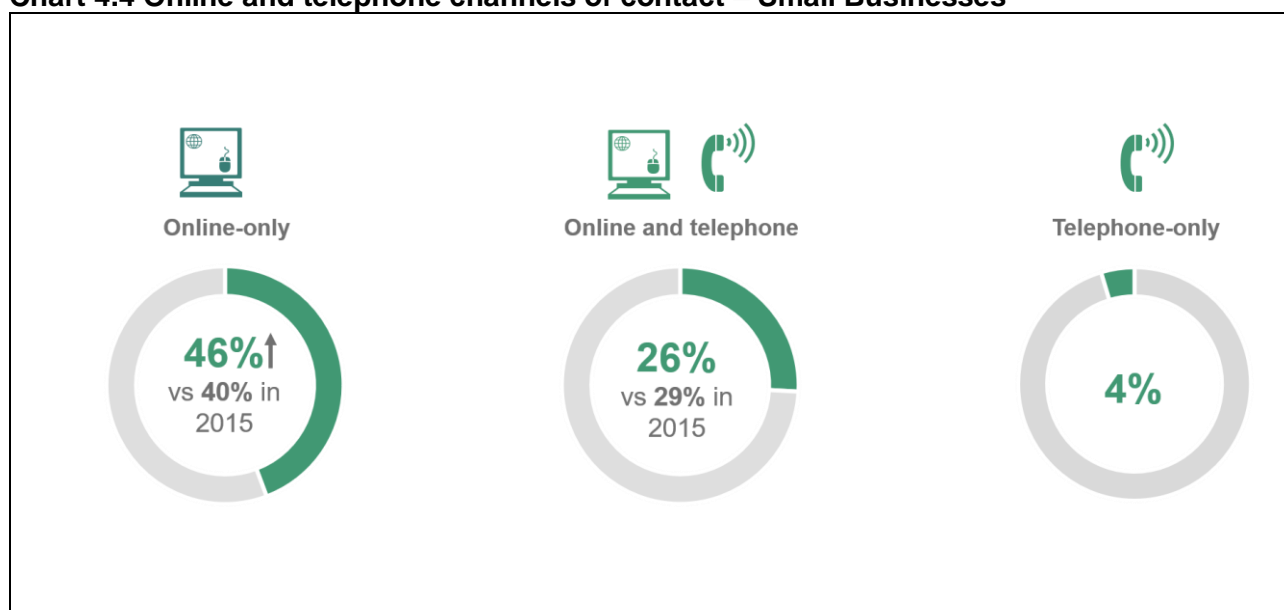 Chart 4.4 Online and telephone channels of contact – Small Businesses
Online-only
46%
vs 40% in
2015
Online and telephone
26%
vs 29% in
2015
Telephone-only
4%